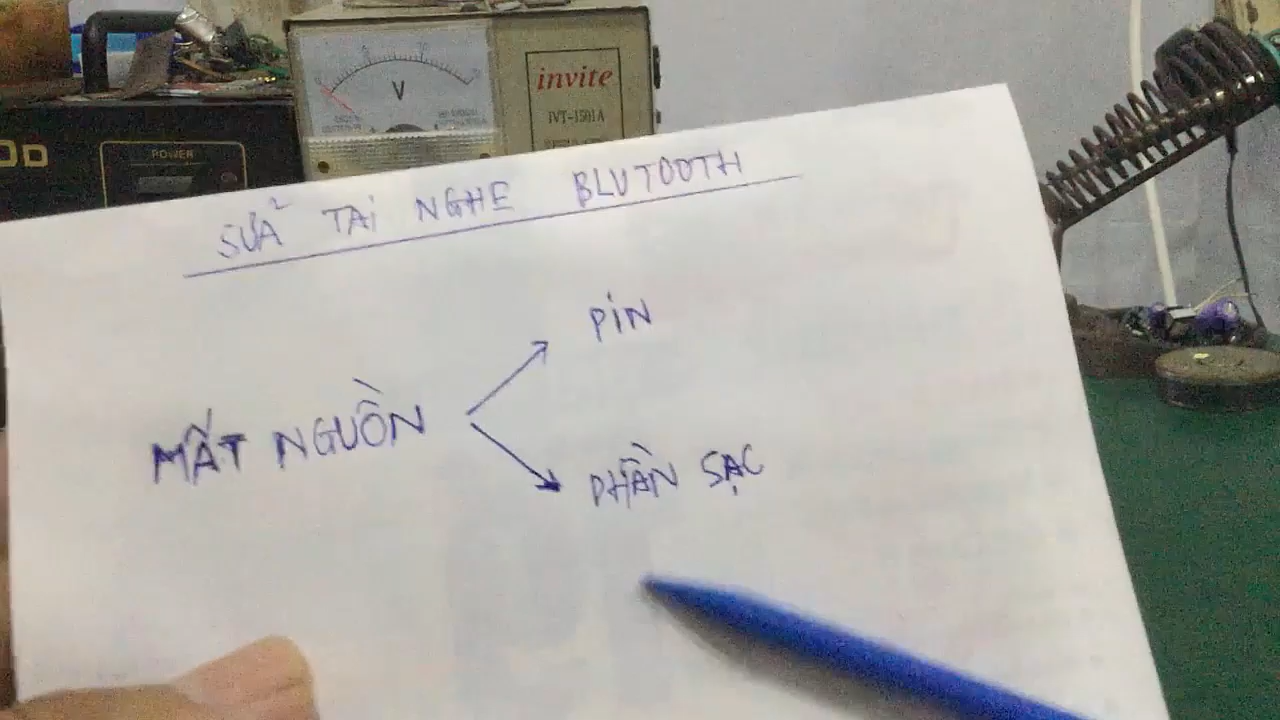 V
invite
IVT-1501A
POWER
SỬA TAI NGHE BLUTOOTH
PIN
MẤT NGUỒN
PHẦN SẠC